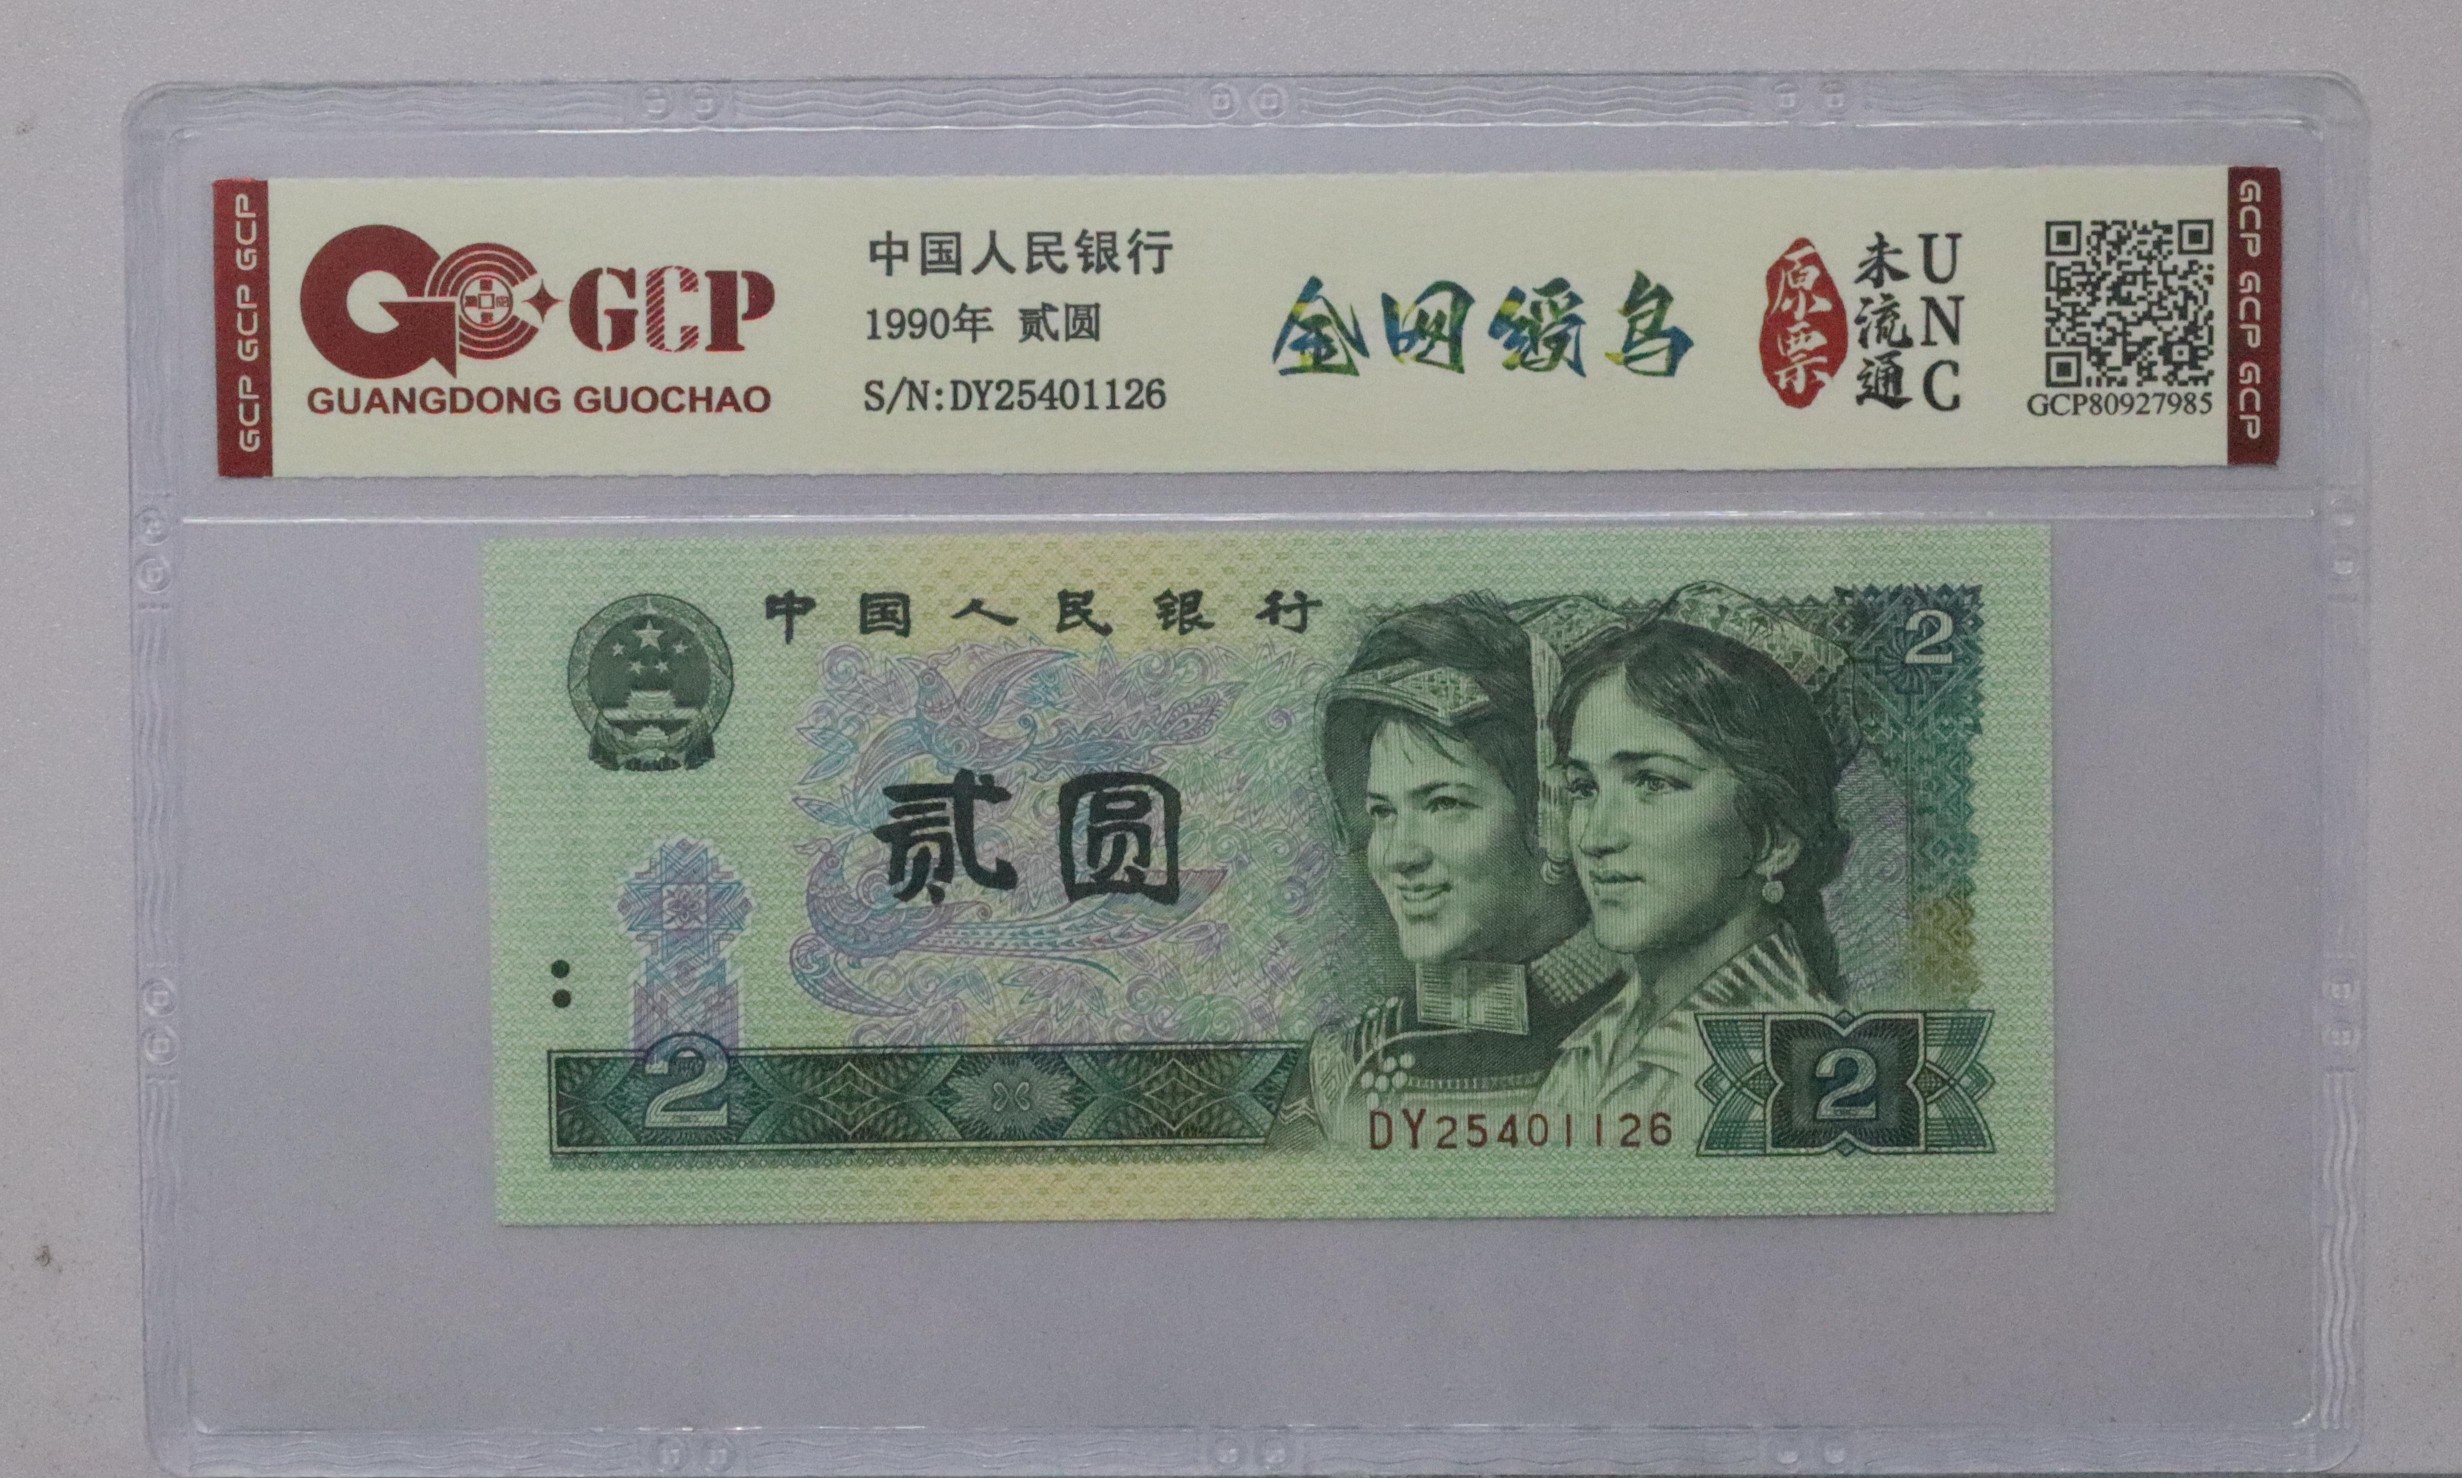 GCP GCP GCP
GCP
GUANGDONG GUOCHAO
中国人民银行
1990年 贰圆
S/N:DY25401126
全网绶鸟
原票
未流通
UNC
GCP80927985
GCP GCP GCP
中国人民银行
2
贰圆
2
DY25401126
2